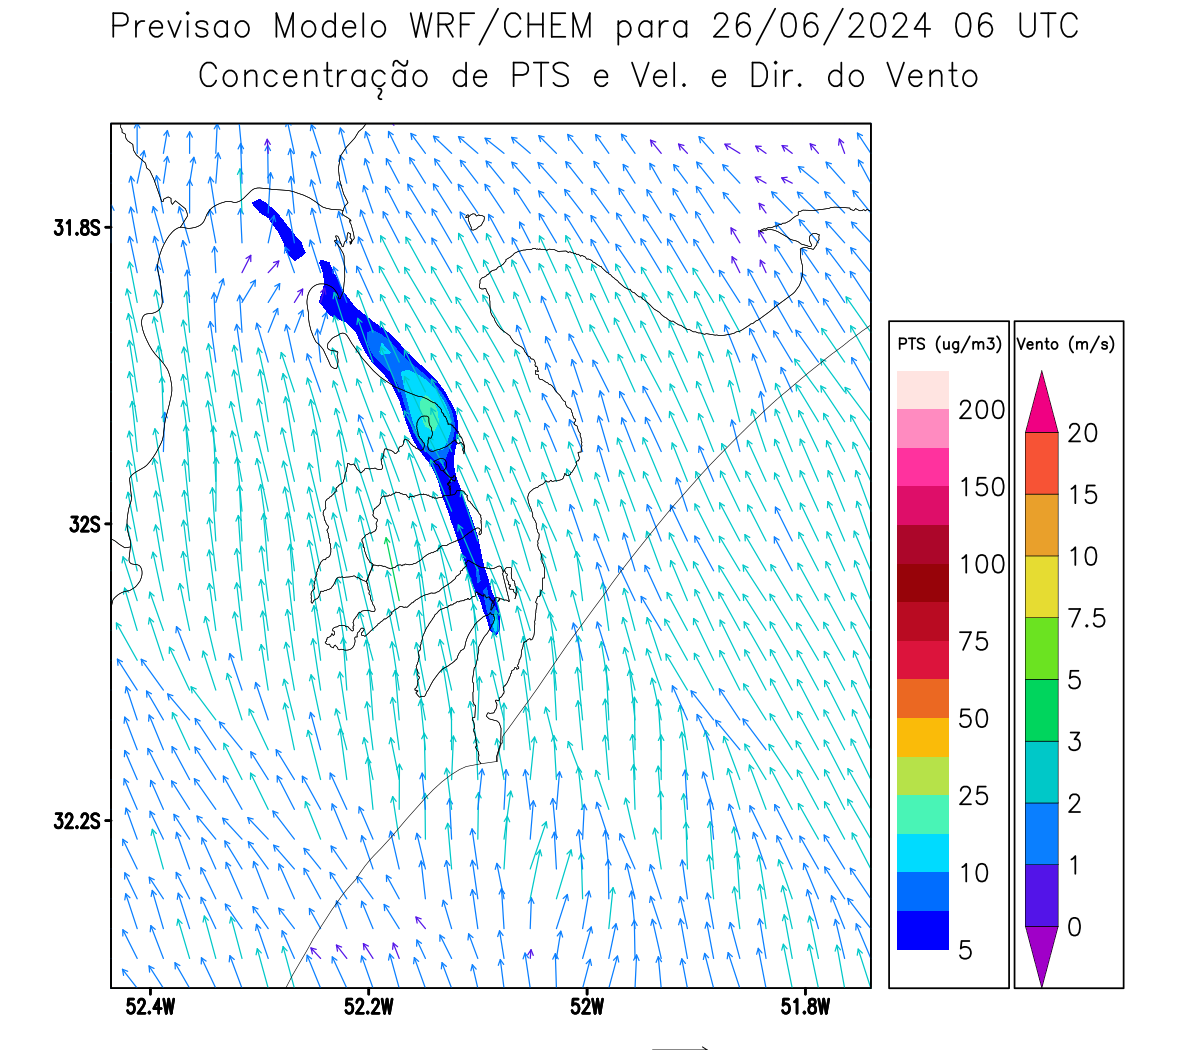 Previsao Modelo WRF/CHEM para 26/06/2024 06 UTC
Concentração de PTS e Vel. e Dir. do Vento
31.8S
32S
32.2S
52.4W
52.2W
52W
51.8W
PTS (ug/m3)
200
150
100
75
50
25
10
5
Vento (m/s)
20
15
10
7.5
5
3
2
1
0